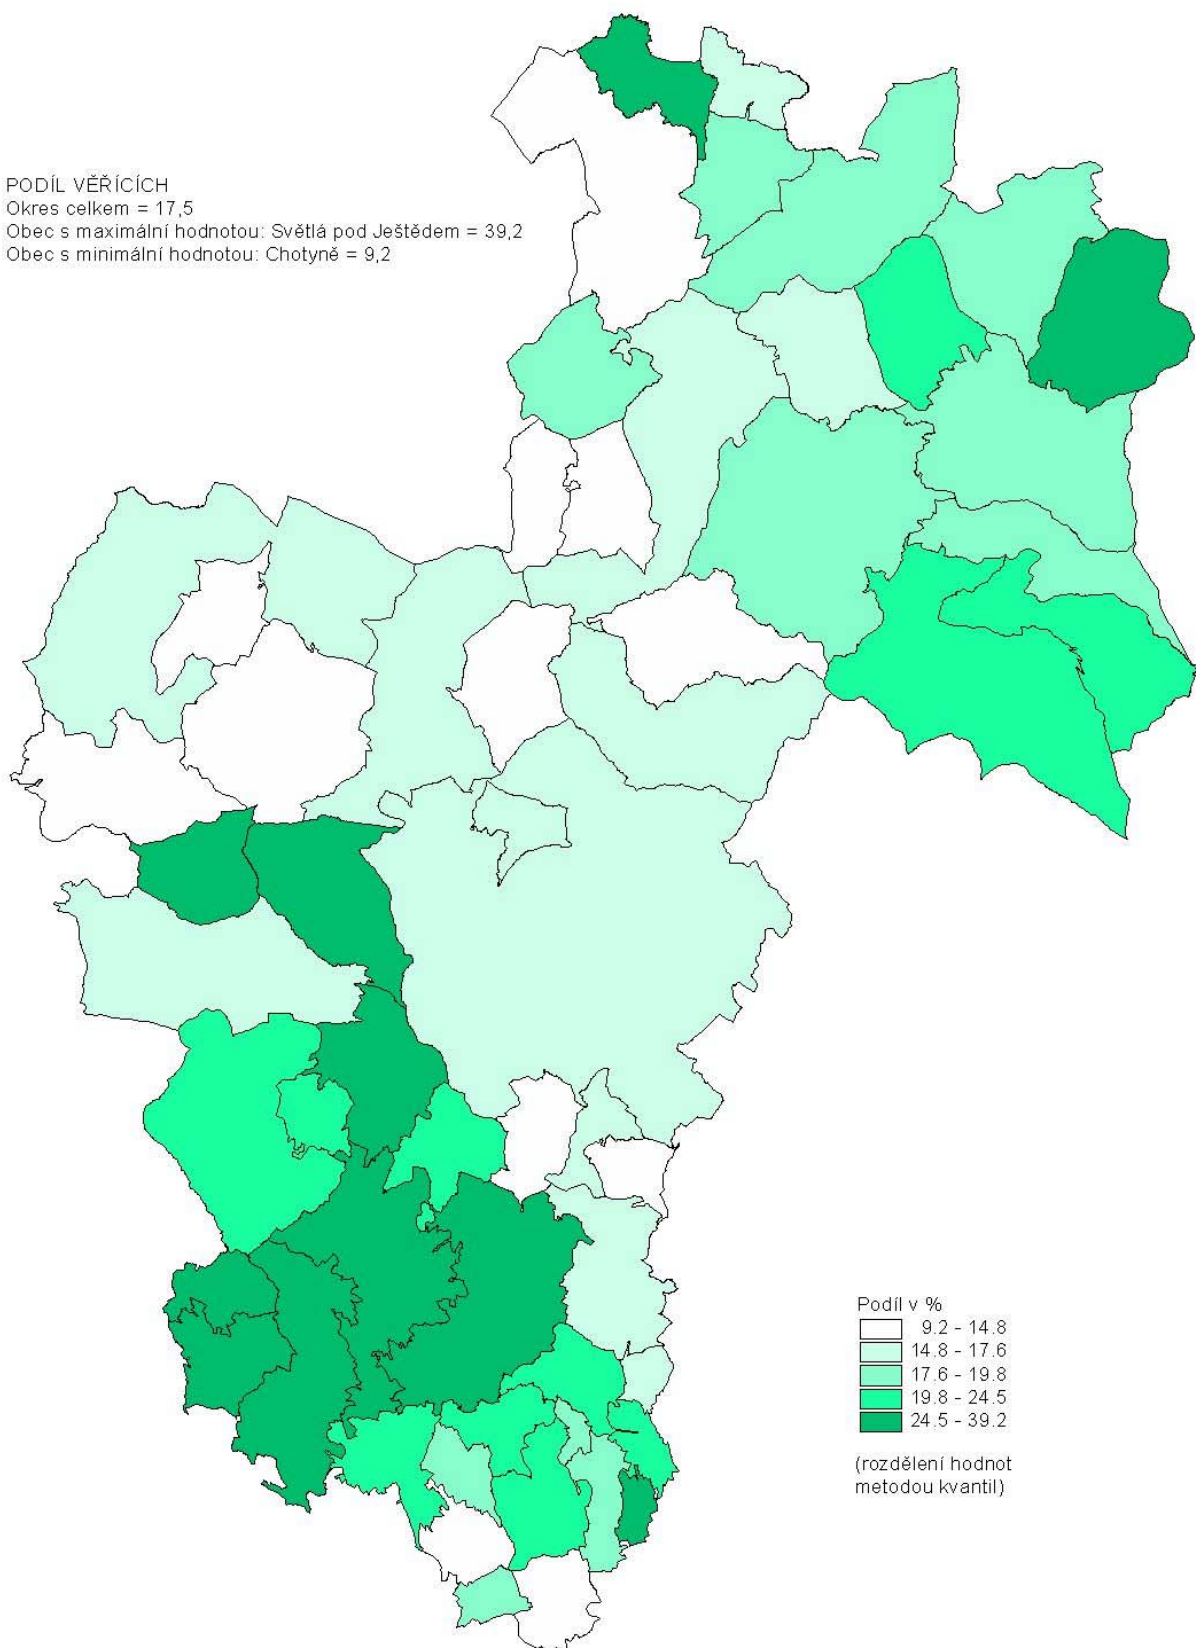 PODÍL VĚŘÍCÍCH
Okres celkem = 17,5
Obec s maximální hodnotou: Světlá pod Ještědem = 39,2
Obec s minimální hodnotou: Chotyně = 9,2
Podíl v %
9.2 - 14.8
14.8 - 17.6
17.6 - 19.8
19.8 - 24.5
24.5 - 39.2
(rozdělení hodnot
metodou kvantil)